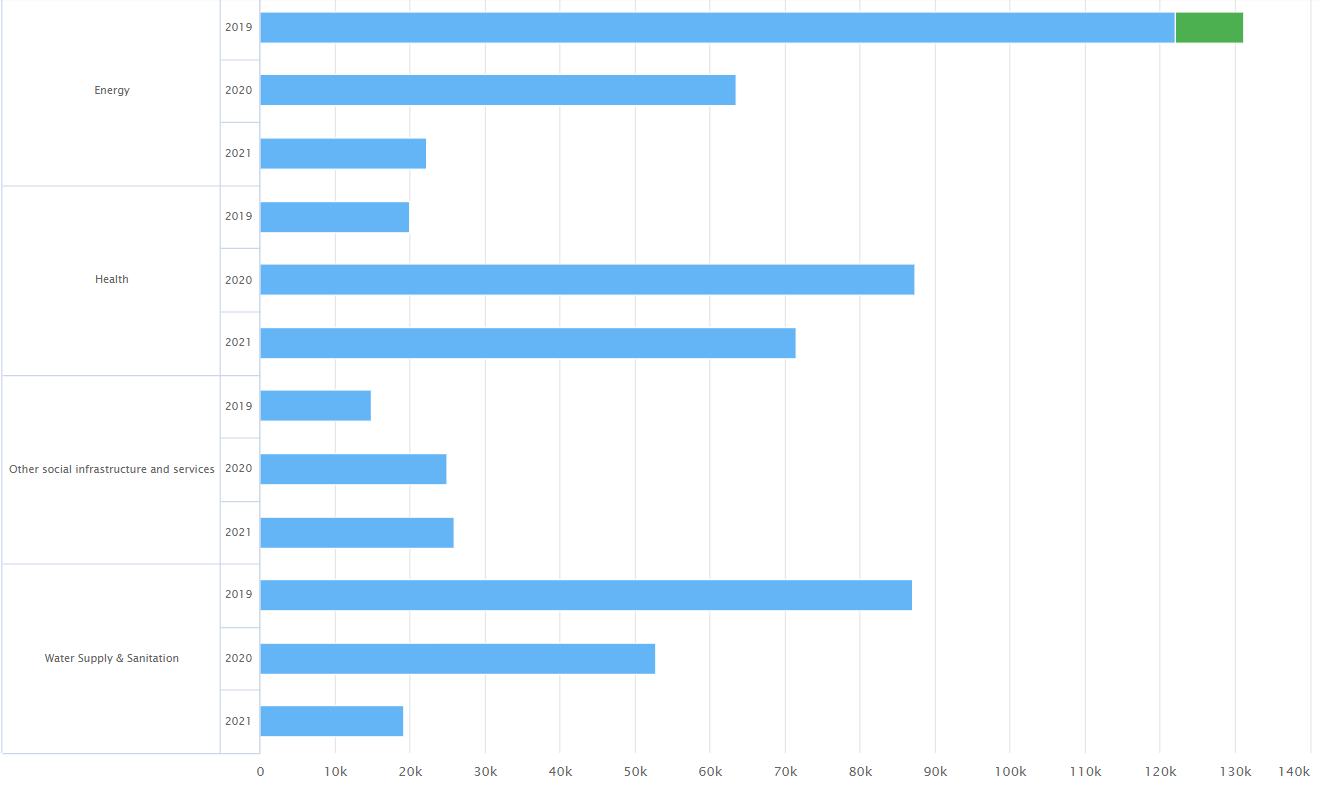 Energy
2019
2020
2021
Health
2019
2020
2021
Other social infrastructure and services
2019
2020
2021
Water Supply & Sanitation
2019
2020
2021
0 10k 20k 30k 40k 50k 60k 70k 80k 90k 100k 110k 120k 130k 140k